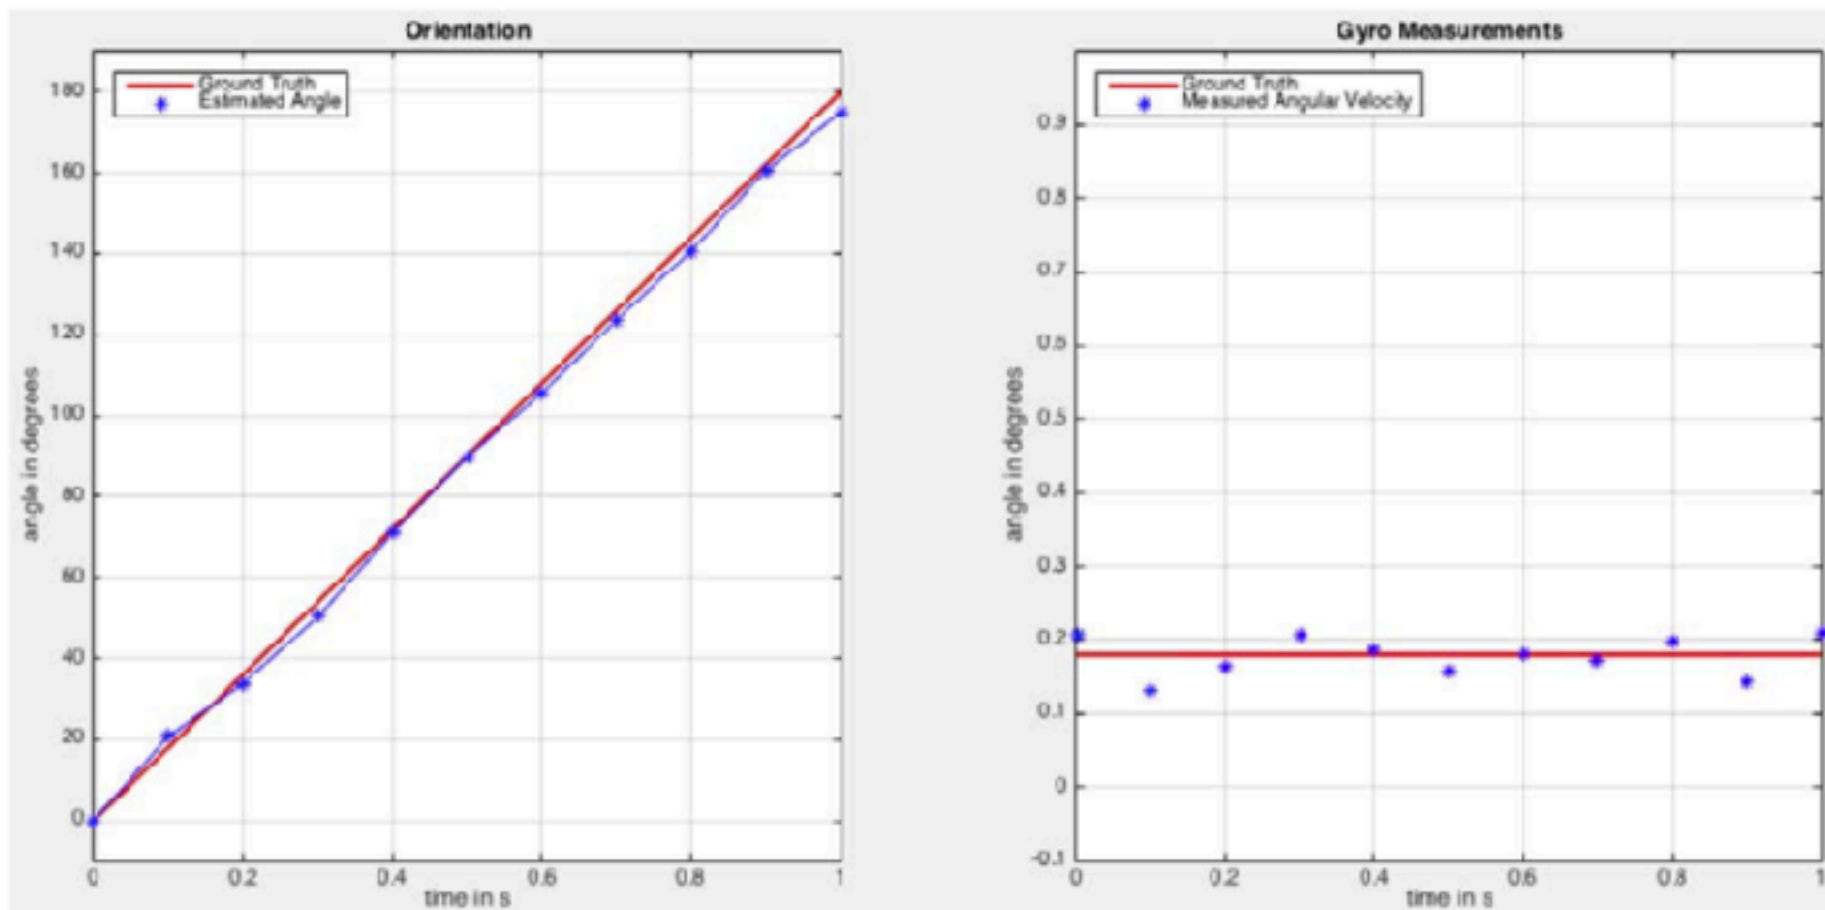 Orientation
Ground Truth
Estimated Angle
180
160
140
120
100
80
60
40
20
0
angle in degrees
0 0.2 0.4 0.6 0.8 1
time in s
Gyro Measurements
Ground Truth
Measured Angular Velocity
0.9
0.8
0.7
0.6
0.5
0.4
0.3
0.2
0.1
0
-0.1
angle in degrees
0 0.2 0.4 0.6 0.8 1
time in s